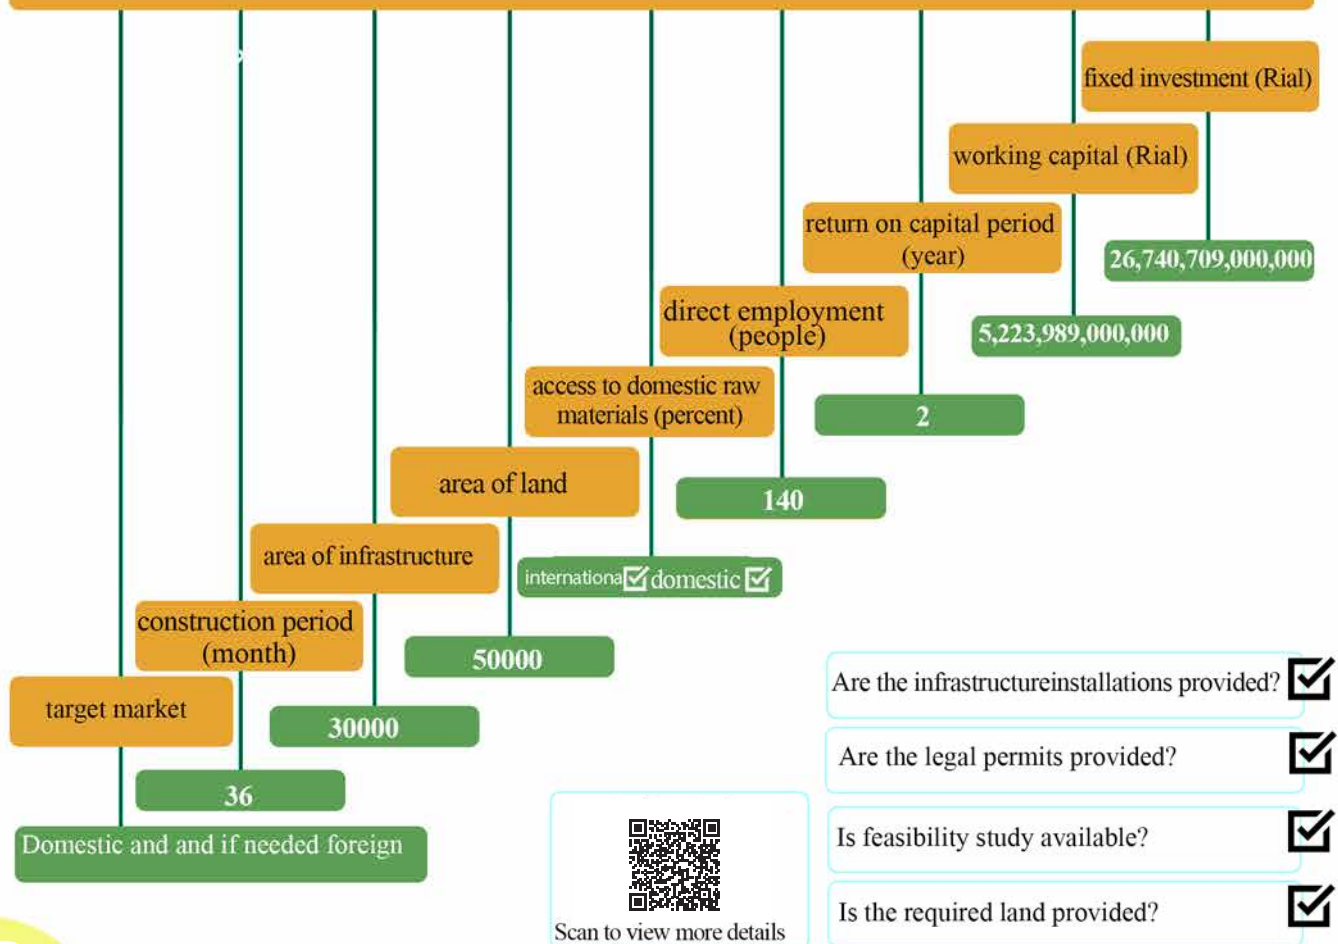 fixed investment (Rial)
26,740,709,000,000
working capital (Rial)
5,223,989,000,000
return on capital period
(year)
2
direct employment
(people)
140
access to domestic raw
materials (percent)
internationa domestic
area of land
50000
area of infrastructure
30000
construction period
(month)
36
target market
Domestic and and if needed foreign
Are the infrastructureinstallations provided?
Are the legal permits provided?
Is feasibility study available?
Is the required land provided?
Scan to view more details